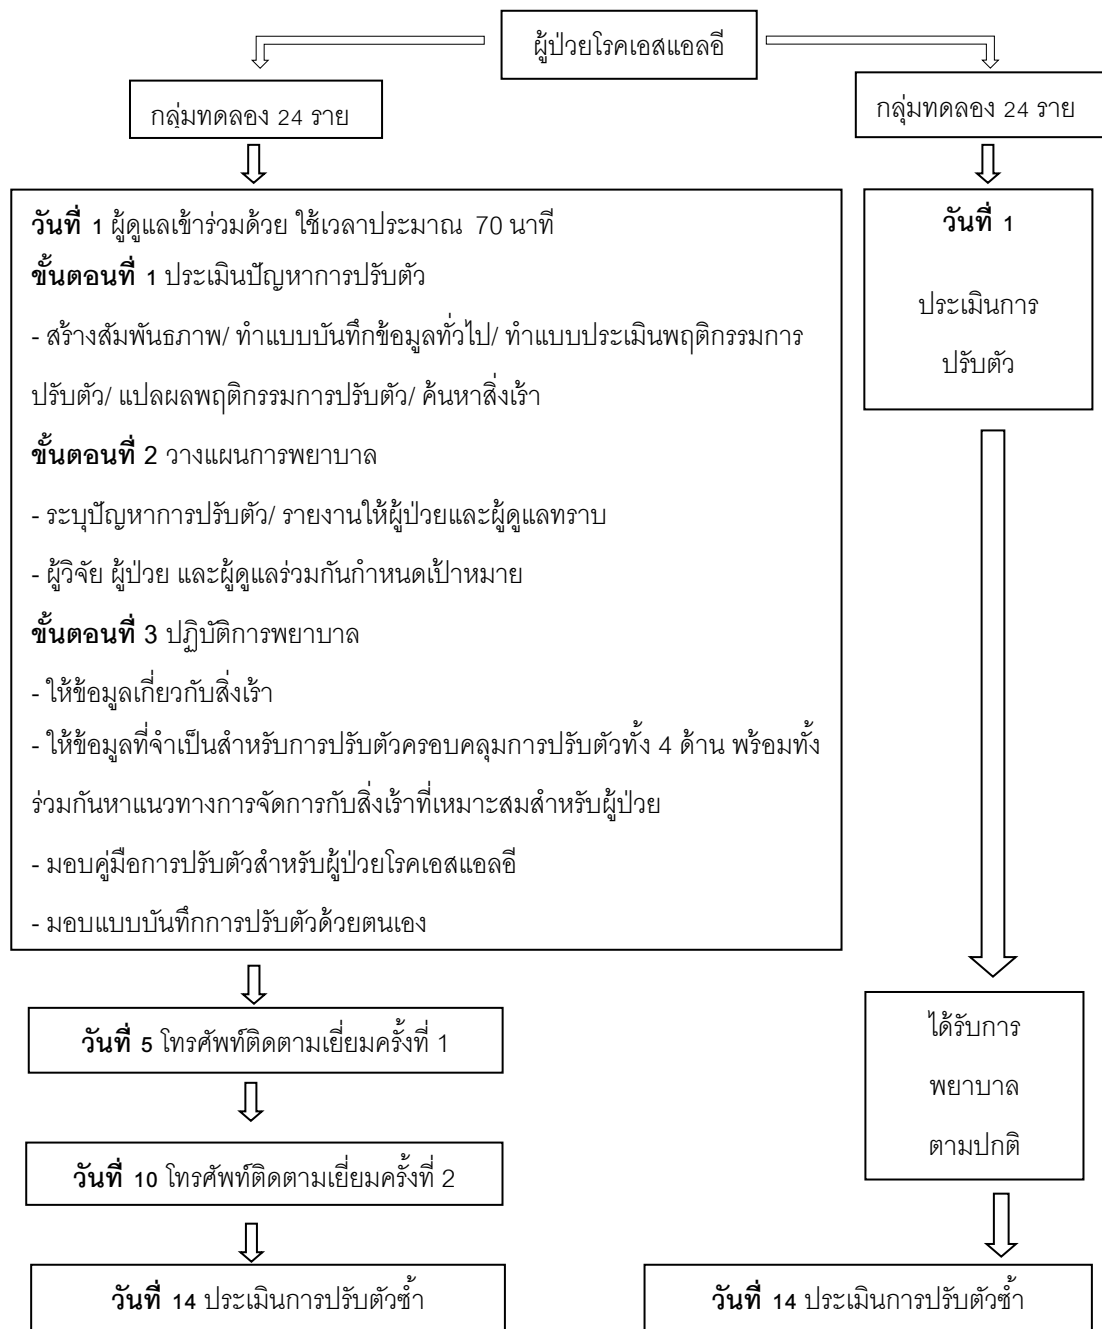 ผู้ป่วยโรคเอสแอลอี
กลุ่มทดลอง 24 ราย
วันที่ 1 ผู้ดูแลเข้าร่วมด้วย ใช้เวลาประมาณ 70 นาที
ขั้นตอนที่ 1 ประเมินปัญหาการปรับตัว
- สร้างสัมพันธภาพ/ ทำแบบบันทึกข้อมูลทั่วไป/ ทำแบบประเมินพฤติกรรมการ
ปรับตัว/ แปลผลพฤติกรรมการปรับตัว/ ค้นหาสิ่งเร้า
ขั้นตอนที่ 2 วางแผนการพยาบาล
- ระบุปัญหาการปรับตัว/ รายงานให้ผู้ป่วยและผู้ดูแลทราบ
- ผู้วิจัย ผู้ป่วย และผู้ดูแลร่วมกันกำหนดเป้าหมาย
ขั้นตอนที่ 3 ปฏิบัติการพยาบาล
- ให้ข้อมูลเกี่ยวกับสิ่งเร้า
- ให้ข้อมูลที่จำเป็นสำหรับการปรับตัวครอบคลุมการปรับตัวทั้ง 4 ด้าน พร้อมทั้ง
ร่วมกันหาแนวทางการจัดการกับสิ่งเร้าที่เหมาะสมสำหรับผู้ป่วย
- มอบคู่มือการปรับตัวสำหรับผู้ป่วยโรคเอสแอลอี
- มอบแบบบันทึกการปรับตัวด้วยตนเอง
วันที่ 5 โทรศัพท์ติดตามเยี่ยมครั้งที่ 1
วันที่ 10 โทรศัพท์ติดตามเยี่ยมครั้งที่ 2
วันที่ 14 ประเมินการปรับตัวซ้ำ
กลุ่มทดลอง 24 ราย
วันที่ 1
ประเมินการ
ปรับตัว
ได้รับการ
พยาบาล
ตามปกติ
วันที่ 14 ประเมินการปรับตัวซ้ำ